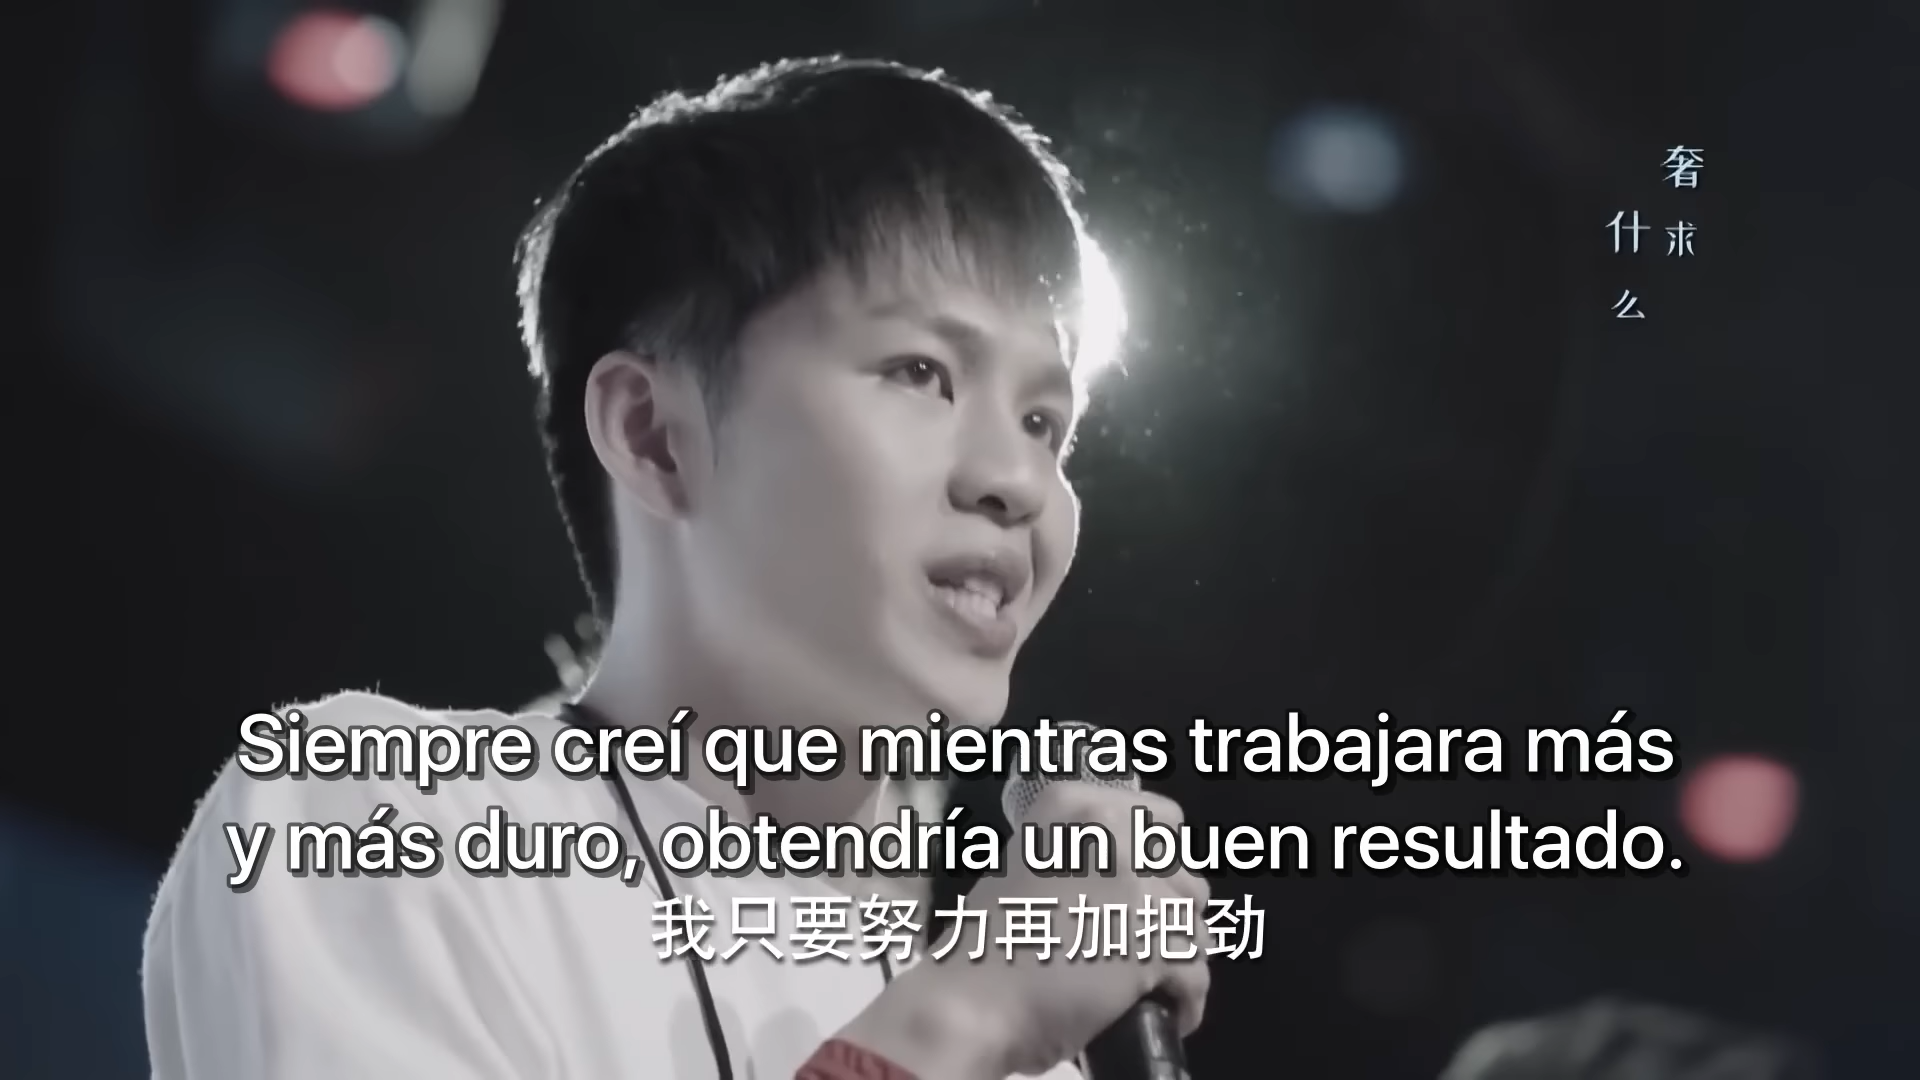 奢求
什么
Siempre creí que mientras trabajara más
y más duro, obtendría un buen resultado.
我只要努力再加把劲